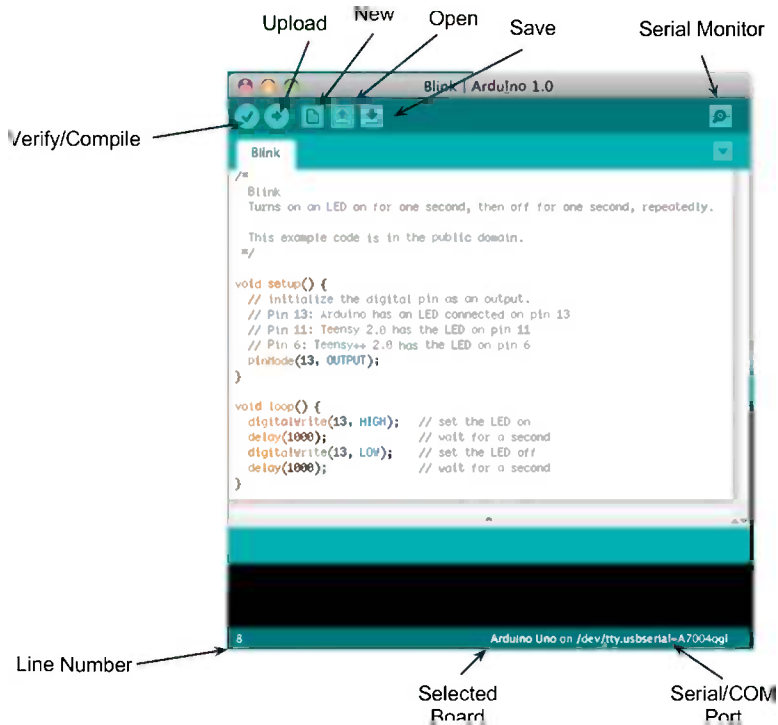 Upload
New
Open
Save
Serial Monitor
Blink | Arduino 1.0
Verify/Compile
Blink
/*
Blink
Turns on an LED on for one second, then off for one second, repeatedly.
This example code is in the public domain.
*/
void setup() {
// initialize the digital pin as an output.
// Pin 13: Arduino has an LED connected on pin 13
// Pin 11: Teensy 2.0 has the LED on pin 11
// Pin 6: Teensy++ 2.0 has the LED on pin 6
pinMode(13, OUTPUT);
}
void loop() {
digitalWrite(13, HIGH); // set the LED on
delay(1000); // wait for a second
digitalWrite(13, LOW); // set the LED off
delay(1000); // wait for a second
}
8
Arduino Uno on /dev/tty.usbserial-A7004qgl
Line Number
Selected
Board
Serial/COM
Port